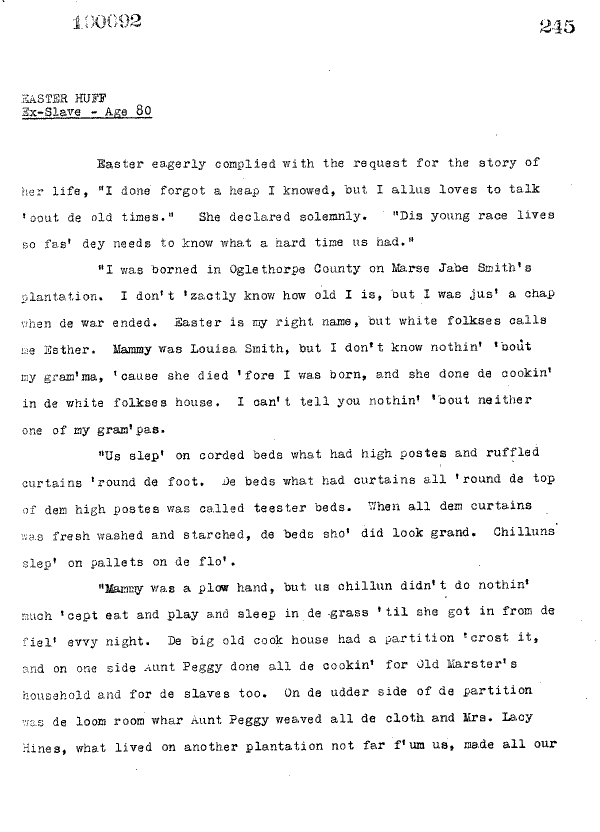 100092
245
EASTER HUFF
Ex-Slave - Age 80
Easter eagerly complied with the request for the story of
her life, "I done forgot a heap I knowed, but I allus loves to talk
'bout de old times."  She declared solemnly.  "Dis young race lives
so fas' dey needs to know what a hard time us had."
"I was borned in Oglethorpe County on Marse Jabe Smith's
plantation.  I don't 'zactly know how old I is, but I was jus' a chap
when de war ended.  Easter is my right name, but white folkses calls
me Esther.  Mammy was Louisa Smith, but I don't know nothin' 'bout
my gram'ma, 'cause she died 'fore I was born, and she done de cookin'
in de white folkses house.  I can't tell you nothin' 'bout neither
one of my gram'pas.
"Us slep' on corded beds what had high postes and ruffled
curtains 'round de foot.  De beds what had curtains all 'round de top
of dem high postes was called teester beds.  When all dem curtains
was fresh washed and starched, de beds sho' did look grand.  Chilluns
slep' on pallets on de flo'.
"Mammy was a plow hand, but us chillun didn't do nothin'
much 'cept eat and play and sleep in de grass 'til she got in from de
fiel' evvy night.  De big old cook house had a partition 'crost it,
and on one side Aunt Peggy done all de cookin' for Old Marster's
household and for de slaves too.  On de udder side of de partition
was de loom room whar Aunt Peggy weaved all de cloth and Mrs. Lacy
Hines, what lived on another plantation not far f'um us, made all our